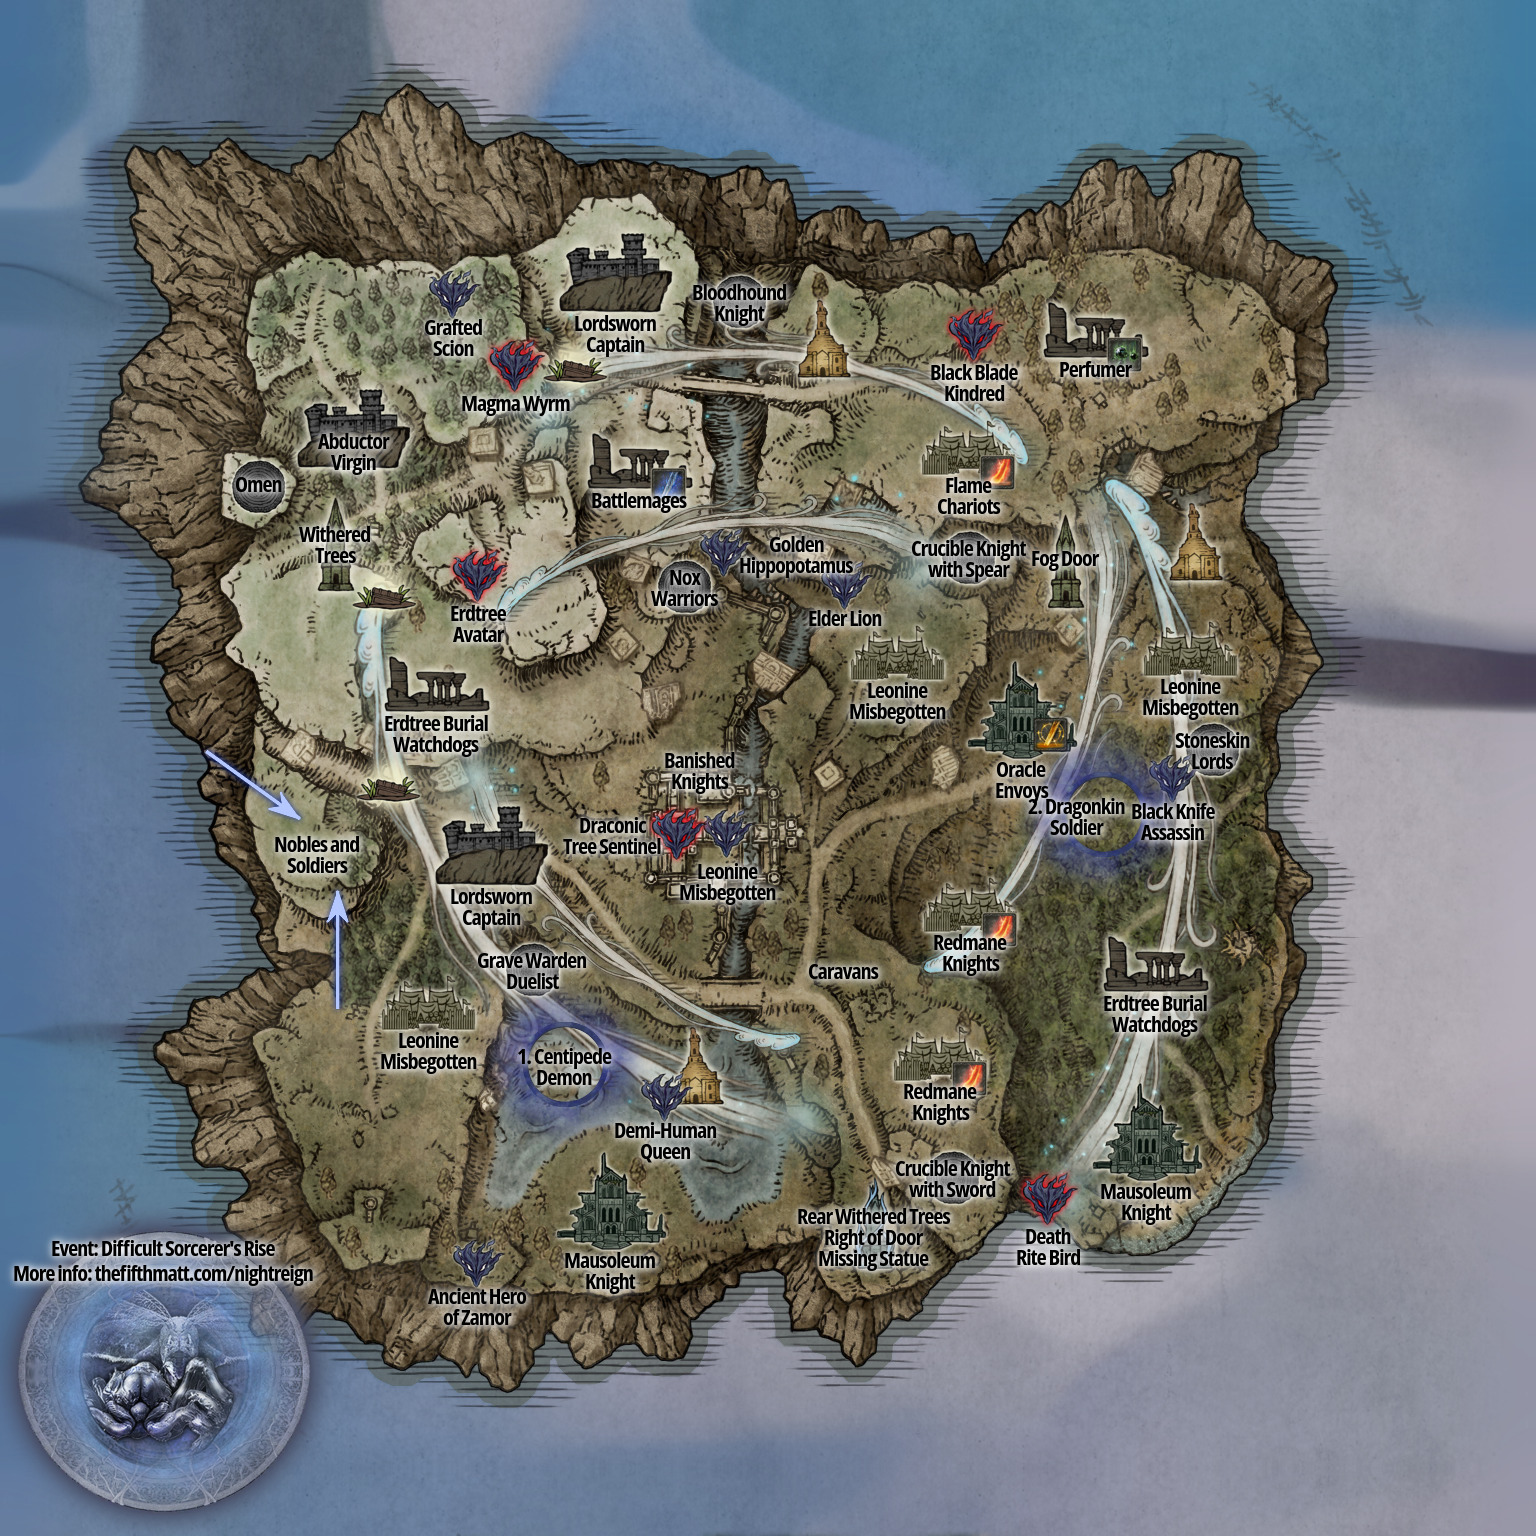 Bloodhound
Knight
Grafted
Scion
Lordsworn
Captain
Magma Wyrm
Black Blade
Kindred
Perfumer
Abductor
Virgin
Omen
Battlemages
Flame
Chariots
Withered
Trees
Golden
Hippopotamus
Crucible Knight
with Spear
Fog Door
Nox
Warriors
Erdtree
Avatar
Elder Lion
Leonine
Misbegotten
Leonine
Misbegotten
Erdtree Burial
Watchdogs
Stoneskin
Lords
Banished
Knights
Oracle
Envoys
2. Dragonkin
Soldier
Black Knife
Assassin
Draconic
Tree Sentinel
Nobles and
Soldiers
Leonine
Misbegotten
Lordsworn
Captain
Redmane
Knights
Grave Warden
Duelist
Caravans
Erdtree Burial
Watchdogs
Leonine
Misbegotten
1. Centipede
Demon
Redmane
Knights
Demi-Human
Queen
Crucible Knight
with Sword
Mausoleum
Knight
Rear Withered Trees
Right of Door
Missing Statue
Death
Rite Bird
Mausoleum
Knight
Ancient Hero
of Zamor
Event: Difficult Sorcerer's Rise
More info: thefifthmatt.com/nightreign